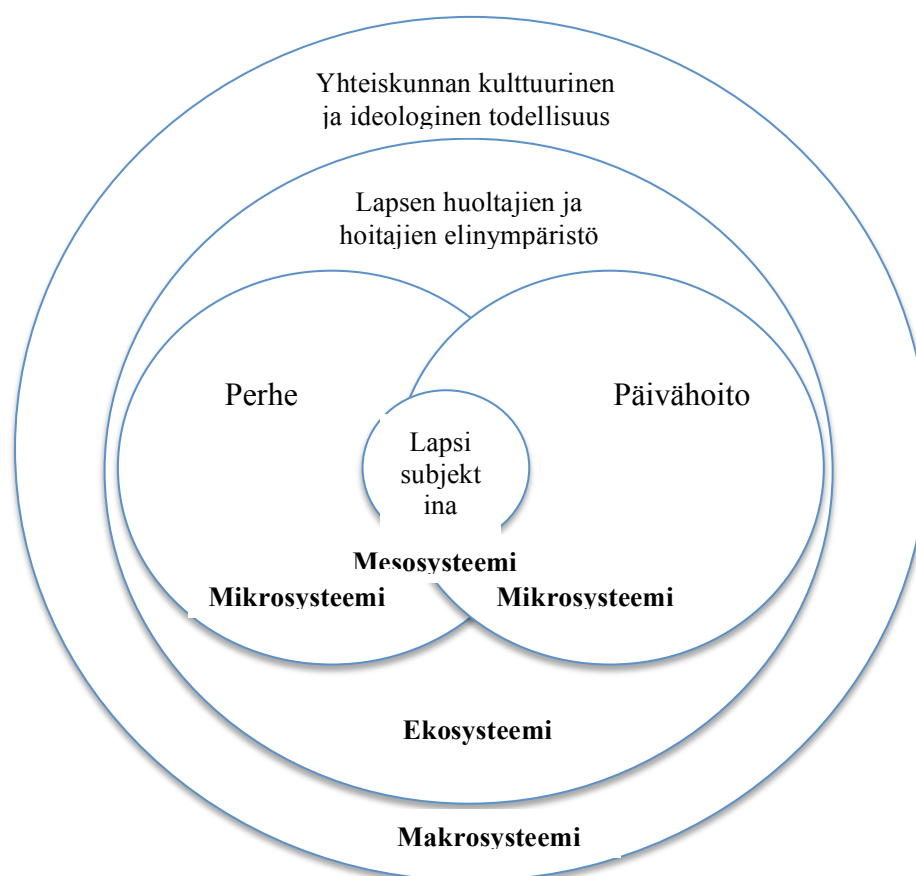 Yhteiskunnan kulttuurinen
ja ideologinen todellisuus
Lapsen huoltajien ja
hoitajien elinympäristö
Perhe
Päivähoito
Lapsi
subjekt
ina
Mesosysteemi
Mikrosysteemi
Mikrosysteemi
Ekosysteemi
Makrosysteemi